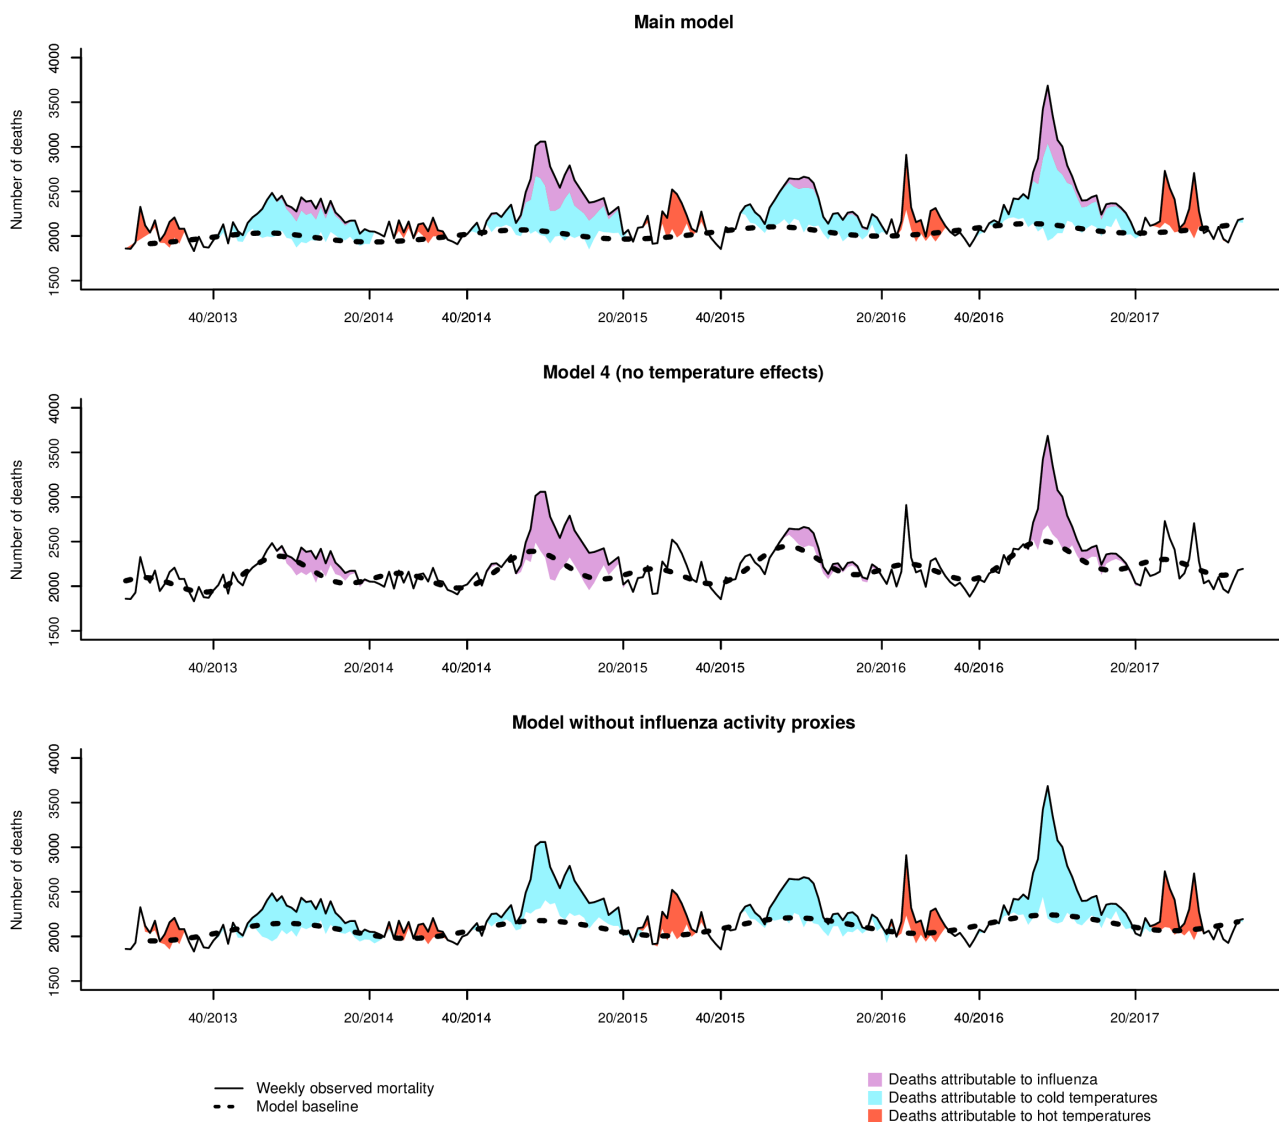 Main model
4000
3500
3000
2500
2000
1500
Number of deaths
40/2013 20/2014 40/2014 20/2015 40/2015 20/2016 40/2016 20/2017
Model 4 (no temperature effects)
4000
3500
3000
2500
2000
1500
Number of deaths
40/2013 20/2014 40/2014 20/2015 40/2015 20/2016 40/2016 20/2017
Model without influenza activity proxies
4000
3500
3000
2500
2000
1500
Number of deaths
40/2013 20/2014 40/2014 20/2015 40/2015 20/2016 40/2016 20/2017
Weekly observed mortality
Model baseline
Deaths attributable to influenza
Deaths attributable to cold temperatures
Deaths attributable to hot temperatures